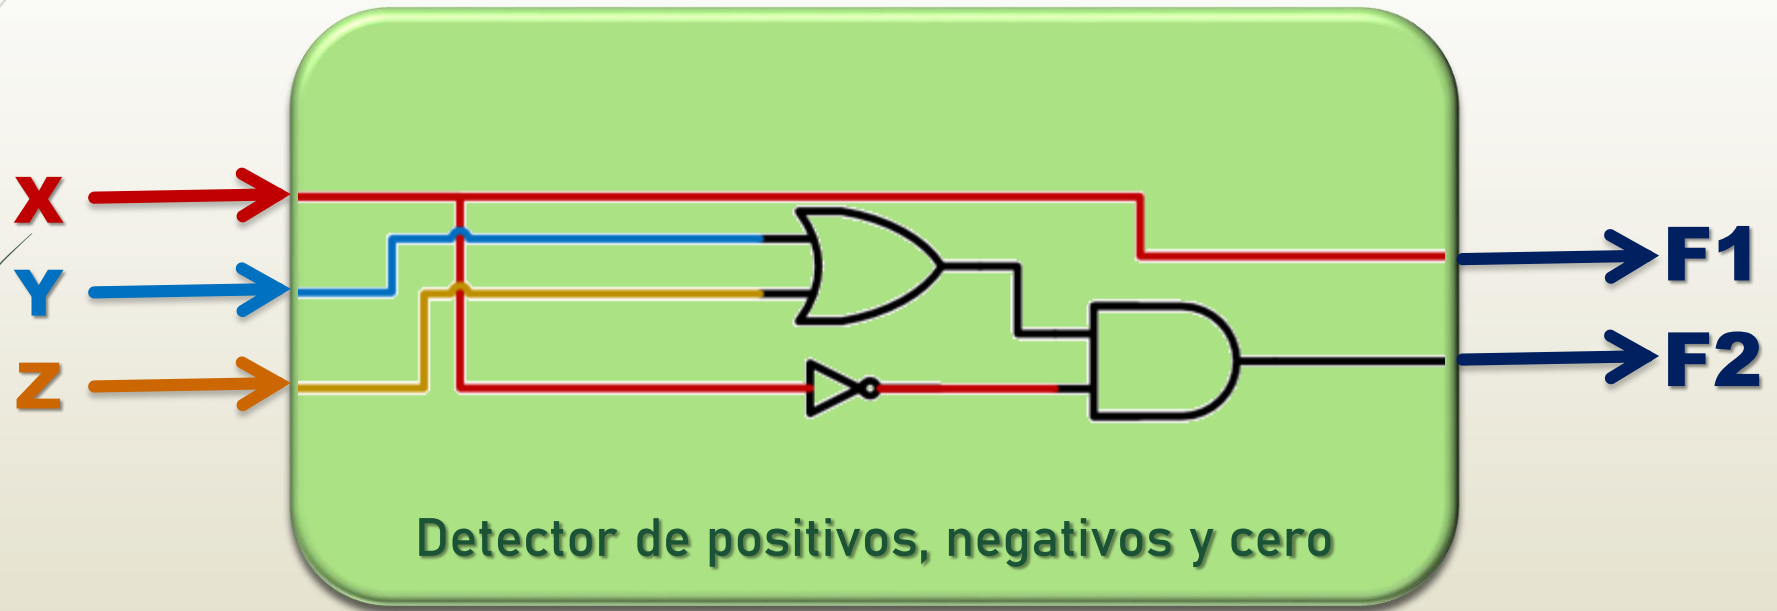 X
Y
Z
F1
F2
Detector de positivos, negativos y cero